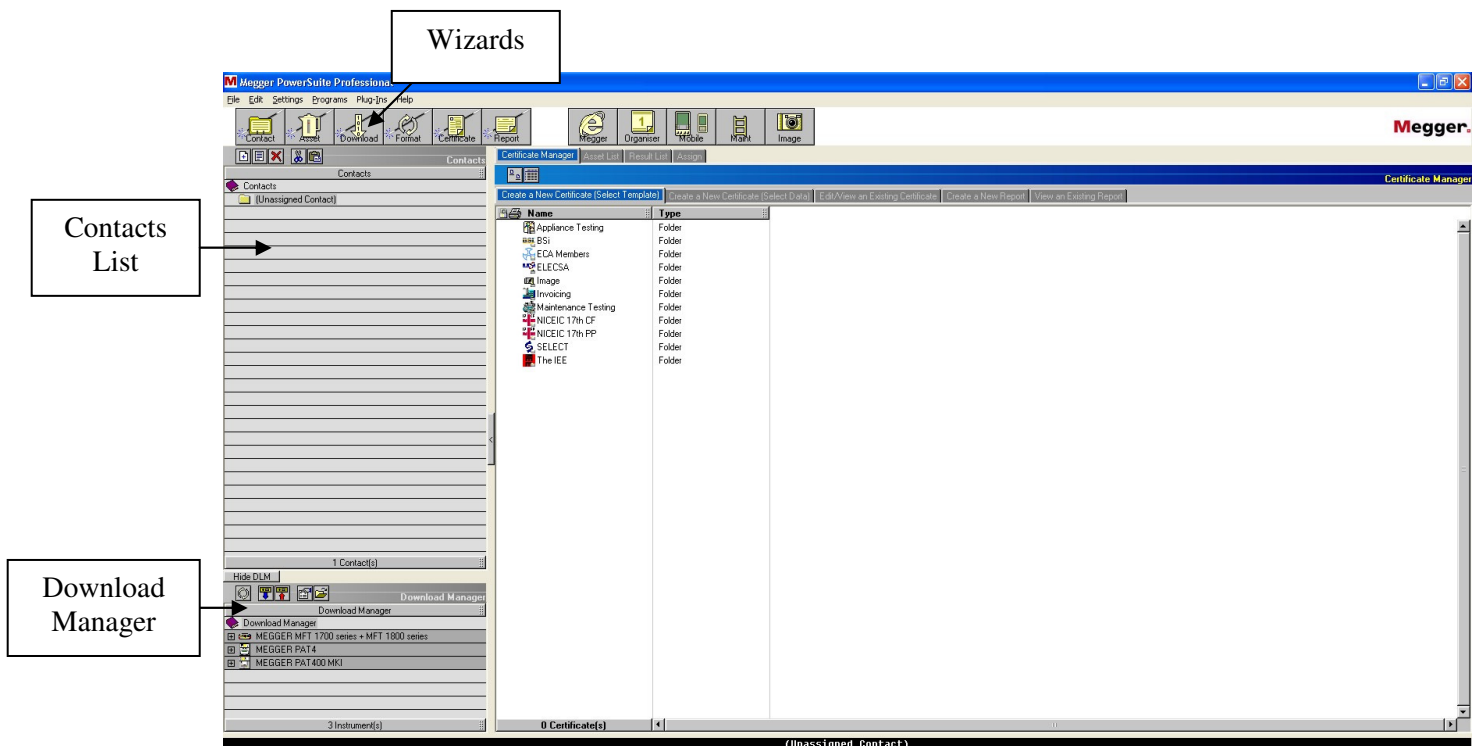 Wizards
Megger PowerSuite Professional
File Edit Settings Programs Plug-Ins Help
Contact Asset Download Format Certificate Report Megger Organiser Mobile Maint Image
Megger.
Contacts
Certificate Manager Asset List Result List Assign
Contacts
Certificate Manager
Contacts
(Unassigned Contact)
Create a New Certificate (Select Template) Create a New Certificate (Select Data) Edit/View an Existing Certificate Create a New Report View an Existing Report
Name Type
Appliance Testing Folder
BSi Folder
ECA Members Folder
ELECSA Folder
Image Folder
Invoicing Folder
Maintenance Testing Folder
NICEIC 17th CF Folder
NICEIC 17th PP Folder
SELECT Folder
The IEE Folder
Contacts
List
1 Contact(s)
Hide DLM
Download Manager
Download Manager
Download Manager
MEGGER MFT 1700 series + MFT 1800 series
MEGGER PAT4
MEGGER PAT400 MKI
Download
Manager
3 Instrument(s)
0 Certificate(s)
(Unassigned Contact)